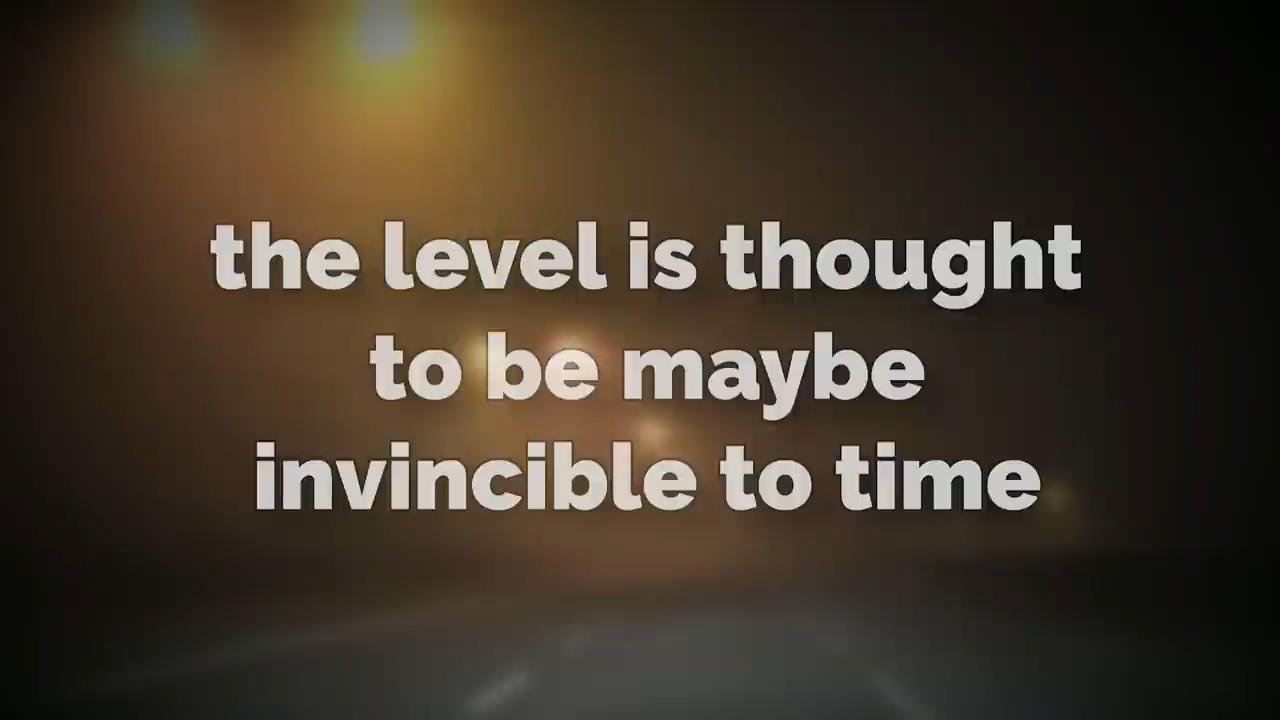 the level is thought
to be maybe
invincible to time